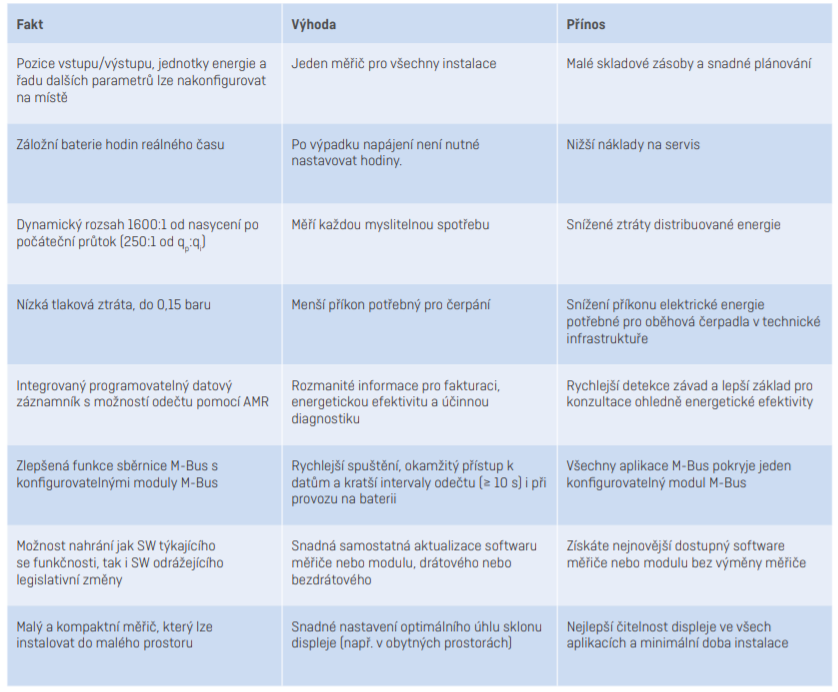 Fakt
Výhoda
Přínos
Pozice vstupu/výstupu, jednotky energie a
řadu dalších parametrů lze nakonfigurovat
na místě
Jeden měřič pro všechny instalace
Malé skladové zásoby a snadné plánování
Záložní baterie hodin reálného času
Po výpadku napájení není nutné
nastavovat hodiny.
Nižší náklady na servis
Dynamický rozsah 1600:1 od nasycení po
počáteční průtok (250:1 od qp:qi)
Měří každou myslitelnou spotřebu
Snížené ztráty distribuované energie
Nízká tlaková ztráta, do 0,15 baru
Menší příkon potřebný pro čerpání
Snížení příkonu elektrické energie
potřebné pro oběhová čerpadla v technické
infrastruktuře
Integrovaný programovatelný datový
záznamník s možností odečtu pomocí AMR
Rozmanité informace pro fakturaci,
energetickou efektivitu a účinnou
diagnostiku
Rychlejší detekce závad a lepší základ pro
konzultace ohledně energetické efektivity
Zlepšená funkce sběrnice M-Bus s
konfigurovatelnými moduly M-Bus
Rychlejší spuštění, okamžitý přístup k
datům a kratší intervaly odečtu (≥ 10 s) i při
provozu na baterii
Všechny aplikace M-Bus pokryje jeden
konfigurovatelný modul M-Bus
Možnost nahrání jak SW týkajícího
se funkčnosti, tak i SW odrážejícího
legislativní změny
Snadná samostatná aktualizace softwaru
měřiče nebo modulu, drátového nebo
bezdrátového
Získáte nejnovější dostupný software
měřiče nebo modulu bez výměny měřiče
Malý a kompaktní měřič, který lze
instalovat do malého prostoru
Snadné nastavení optimálního úhlu sklonu
displeje (např. v obytných prostorách)
Nejlepší čitelnost displeje ve všech
aplikacích a minimální doba instalace